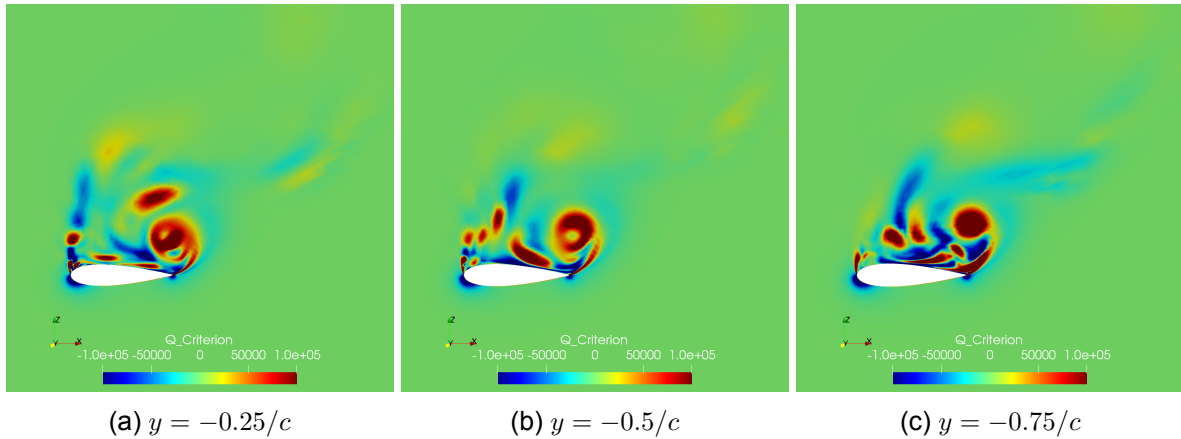 Z
Y X
Q_Criterion
-1.0e+05 -50000 0 50000 1.0e+05
(a) y = −0.25/c
Z
Y X
Q_Criterion
-1.0e+05 -50000 0 50000 1.0e+05
(b) y = −0.5/c
Z
Y X
Q_Criterion
-1.0e+05 -50000 0 50000 1.0e+05
(c) y = −0.75/c